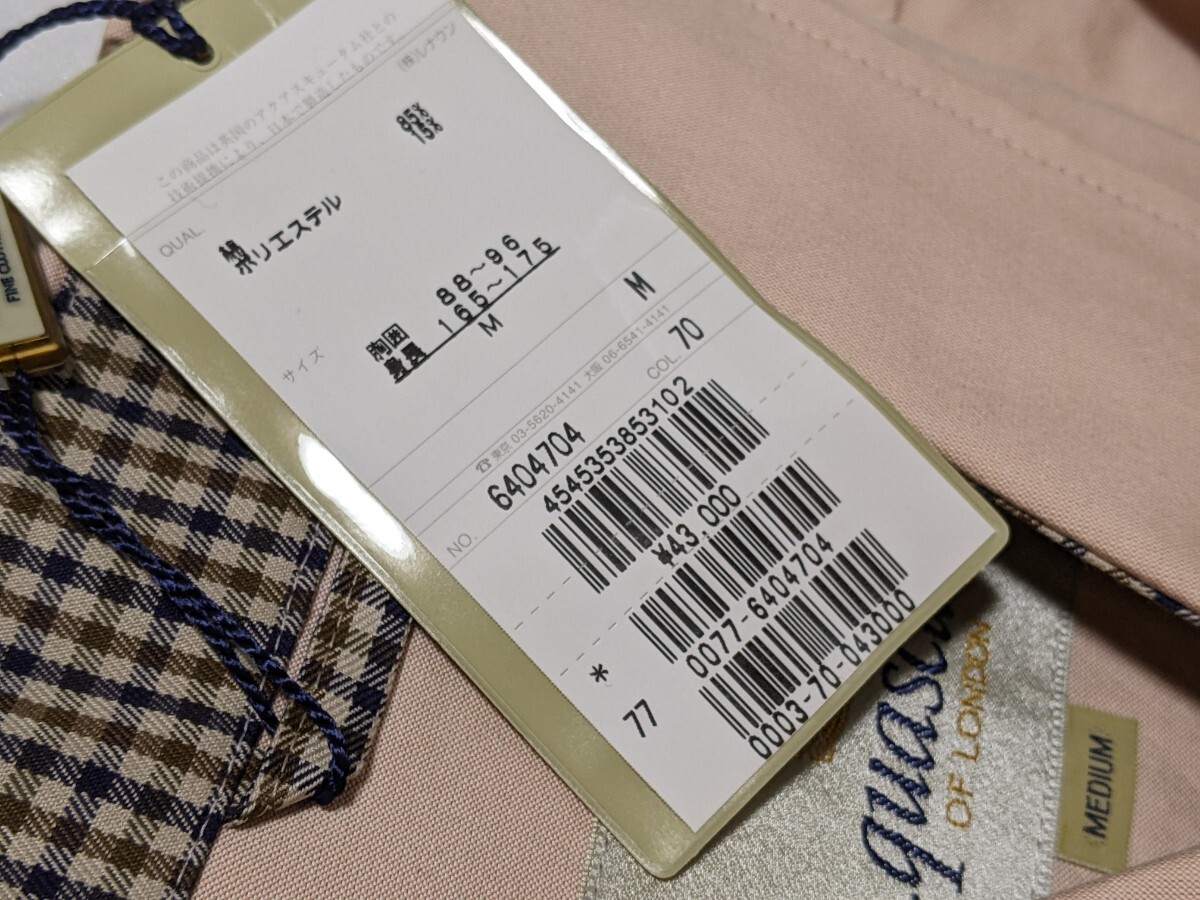 この商品は英国のアクアスキュータム社との
技術提携により、日本で製造したものです。
(株)レナウン
QUAL.
綿 85%
ポリエステル 15%
サイズ
胸囲 88~96
身長 165~175
M
M
☎ 東京 03-5620-4141 大阪 06-6541-4141
NO. 6404704 COL. 70
4545353853102
¥43,000
0077-6404704
*
77
0003-70-043000
OF LONDON
MEDIUM